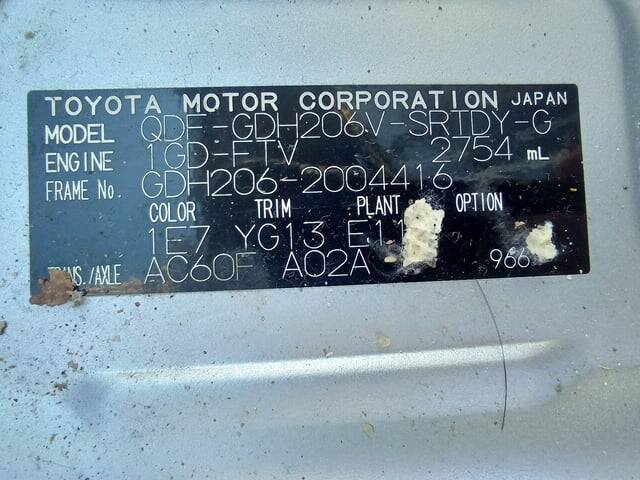 TOYOTA MOTOR CORPORATION JAPAN
MODEL QDF-GDH206V-SRTDY-G
ENGINE 1GD-FTV 2754 mL
FRAME No. GDH206-2004416
COLOR TRIM PLANT OPTION
1E7 YG13 E11
TRANS./AXLE AC60F A02A 966